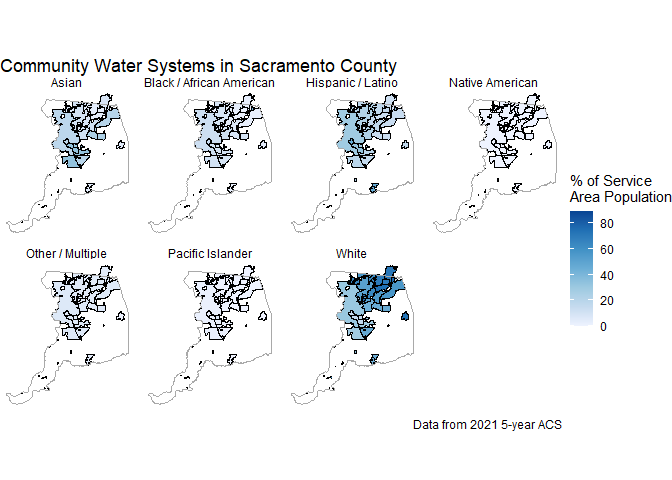 Community Water Systems in Sacramento County
Asian
Black / African American
Hispanic / Latino
Native American
Other / Multiple
Pacific Islander
White
% of Service
Area Population
80
60
40
20
0
Data from 2021 5-year ACS